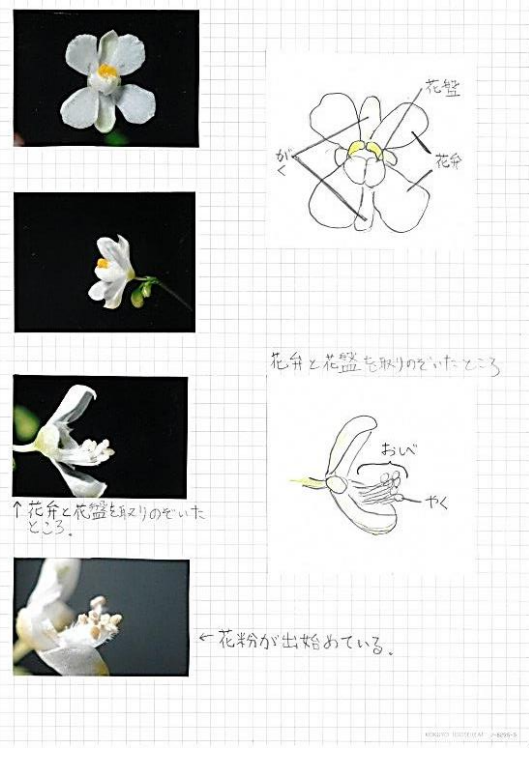 花盤
がく
花弁
花弁と花盤を取りのぞいたところ
おしべ
やく
↑花弁と花盤を取りのぞいた
ところ。
←花粉が出始めている。